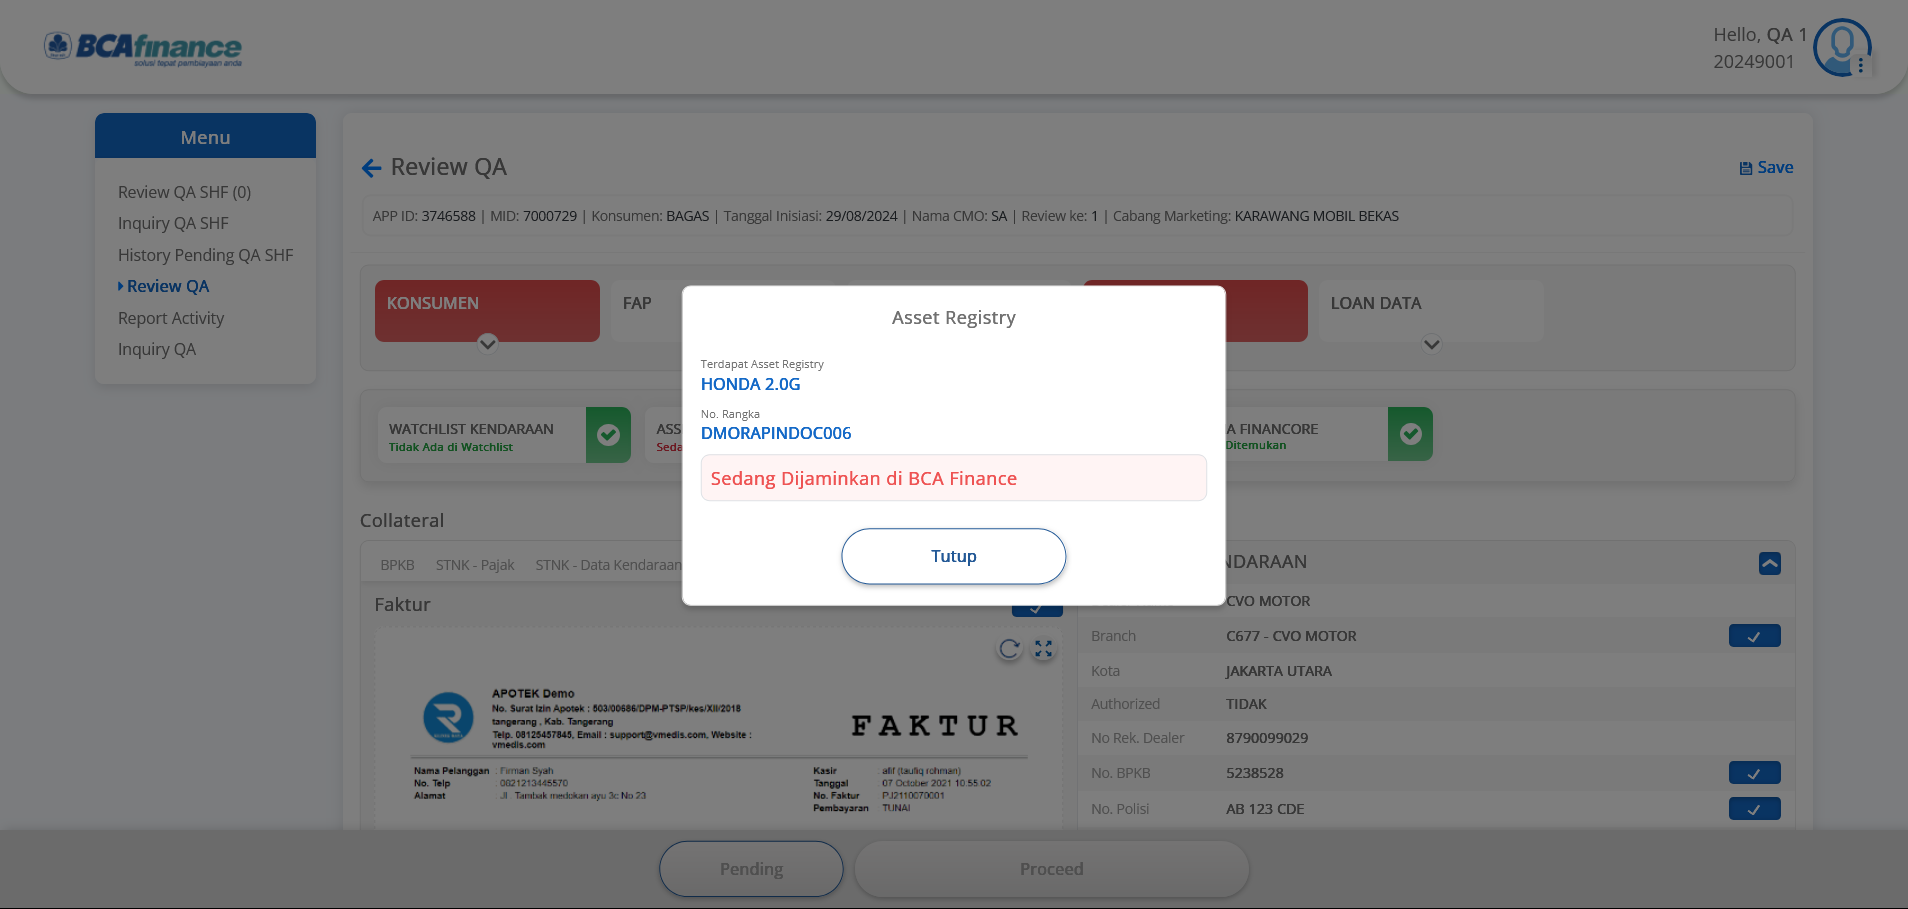 BCAfinance
solusi tepat pembiayaan anda
Hello, QA 1
20249001
Menu
Review QA SHF (0)
Inquiry QA SHF
History Pending QA SHF
Review QA
Report Activity
Inquiry QA
Review QA
Save
APP ID: 3746588 | MID: 7000729 | Konsumen: BAGAS | Tanggal Inisiasi: 29/08/2024 | Nama CMO: SA | Review ke: 1 | Cabang Marketing: KARAWANG MOBIL BEKAS
KONSUMEN
FAP
LOAN DATA
WATCHLIST KENDARAAN
Tidak Ada di Watchlist
ASS
Seda
A FINANCORE
Ditemukan
Asset Registry
Terdapat Asset Registry
HONDA 2.0G
No. Rangka
DMORAPINDOC006
Sedang Dijaminkan di BCA Finance
Tutup
Collateral
BPKB STNK - Pajak STNK - Data Kendaraan
Faktur
APOTEK Demo
No. Surat Izin Apotek : 503/00686/DPM-PTSP/kes/XII/2018
tangerang , Kab. Tangerang
Telp. 08125457845, Email : support@vmedis.com, Website :
vmedis.com
FAKTUR
Nama Pelanggan : Firman Syah
No. Telp : 0821213445570
Alamat : Jl . Tambak medokan ayu 3c No 23
Kasir : afif (taufiq rohman)
Tanggal : 07 October 2021 10:55:02
No. Faktur : PJ2110070001
Pembayaran : TUNAI
NDARAAN
CVO MOTOR
Branch C677 - CVO MOTOR
Kota JAKARTA UTARA
Authorized TIDAK
No Rek. Dealer 8790099029
No. BPKB 5238528
No. Polisi AB 123 CDE
Pending
Proceed